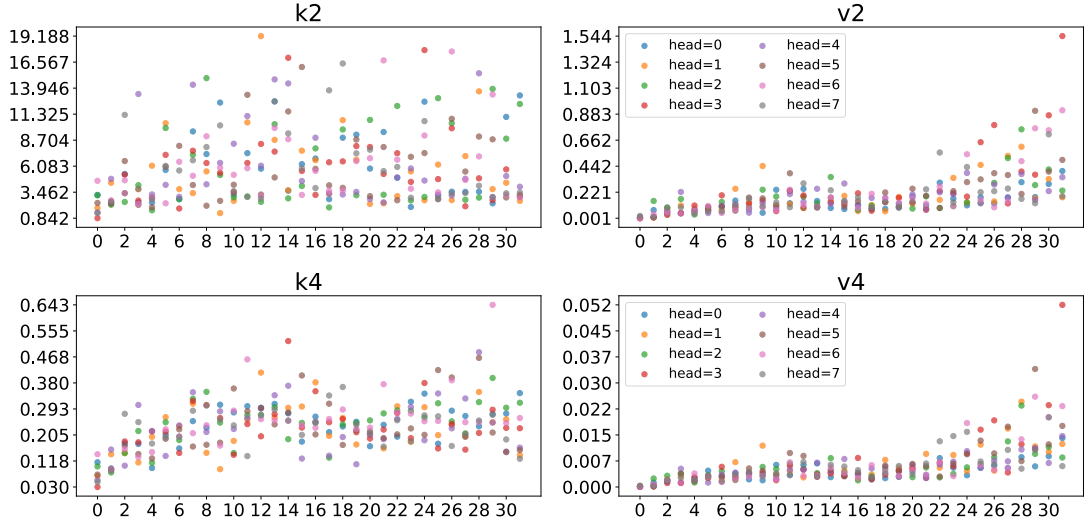 k2
19.188
16.567
13.946
11.325
8.704
6.083
3.462
0.842
0 2 4 6 8 10 12 14 16 18 20 22 24 26 28 30
v2
1.544
1.324
1.103
0.883
0.662
0.442
0.221
0.001
head=0 head=4
head=1 head=5
head=2 head=6
head=3 head=7
0 2 4 6 8 10 12 14 16 18 20 22 24 26 28 30
k4
0.643
0.555
0.468
0.380
0.293
0.205
0.118
0.030
0 2 4 6 8 10 12 14 16 18 20 22 24 26 28 30
v4
0.052
0.045
0.037
0.030
0.022
0.015
0.007
0.000
head=0 head=4
head=1 head=5
head=2 head=6
head=3 head=7
0 2 4 6 8 10 12 14 16 18 20 22 24 26 28 30